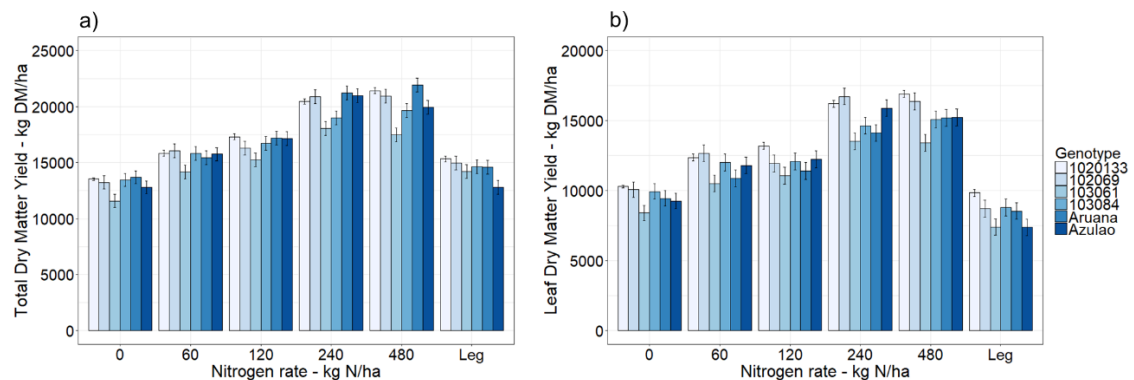 a)
Total Dry Matter Yield - kg DM/ha
25000
20000
15000
10000
5000
0
0 60 120 240 480 Leg
Nitrogen rate - kg N/ha
b)
Leaf Dry Matter Yield - kg DM/ha
20000
15000
10000
5000
0
0 60 120 240 480 Leg
Nitrogen rate - kg N/ha
Genotype
1020133
102069
103061
103084
Aruana
Azulao